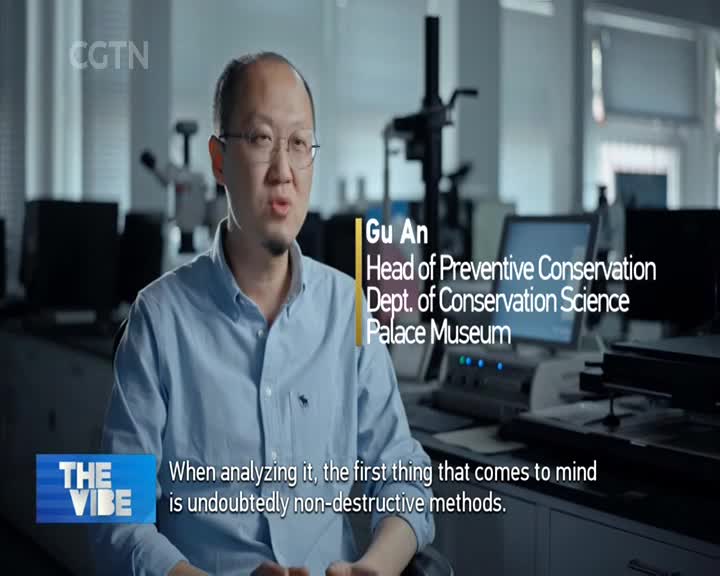 CGTN
Gu An
Head of Preventive Conservation
Dept. of Conservation Science
Palace Museum
THE
VIBE
When analyzing it, the first thing that comes to mind
is undoubtedly non-destructive methods.